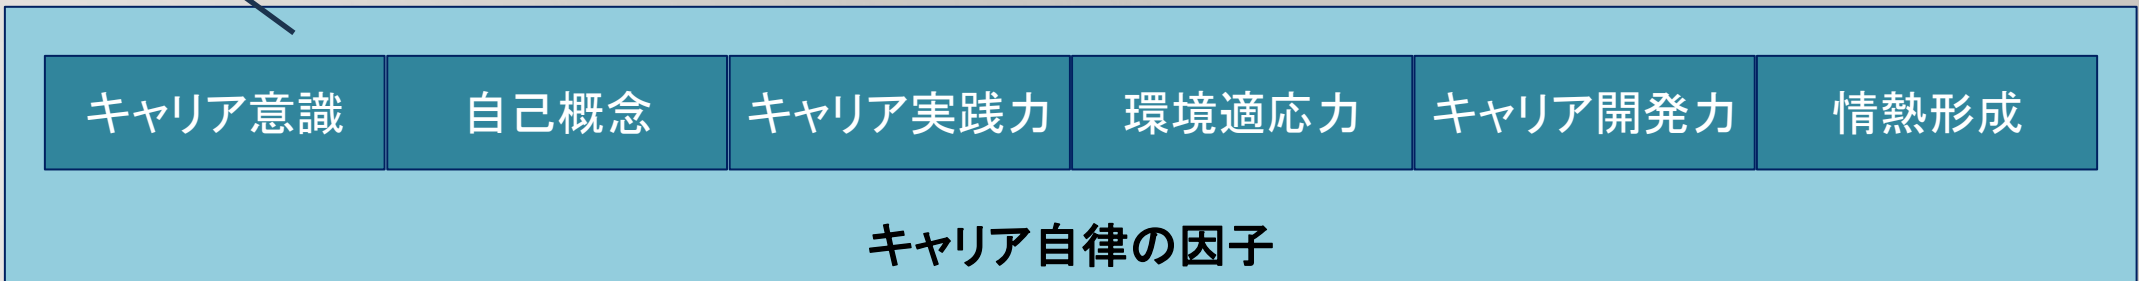 キャリア意識 自己概念 キャリア実践力 環境適応力 キャリア開発力 情熱形成
キャリア自律の因子